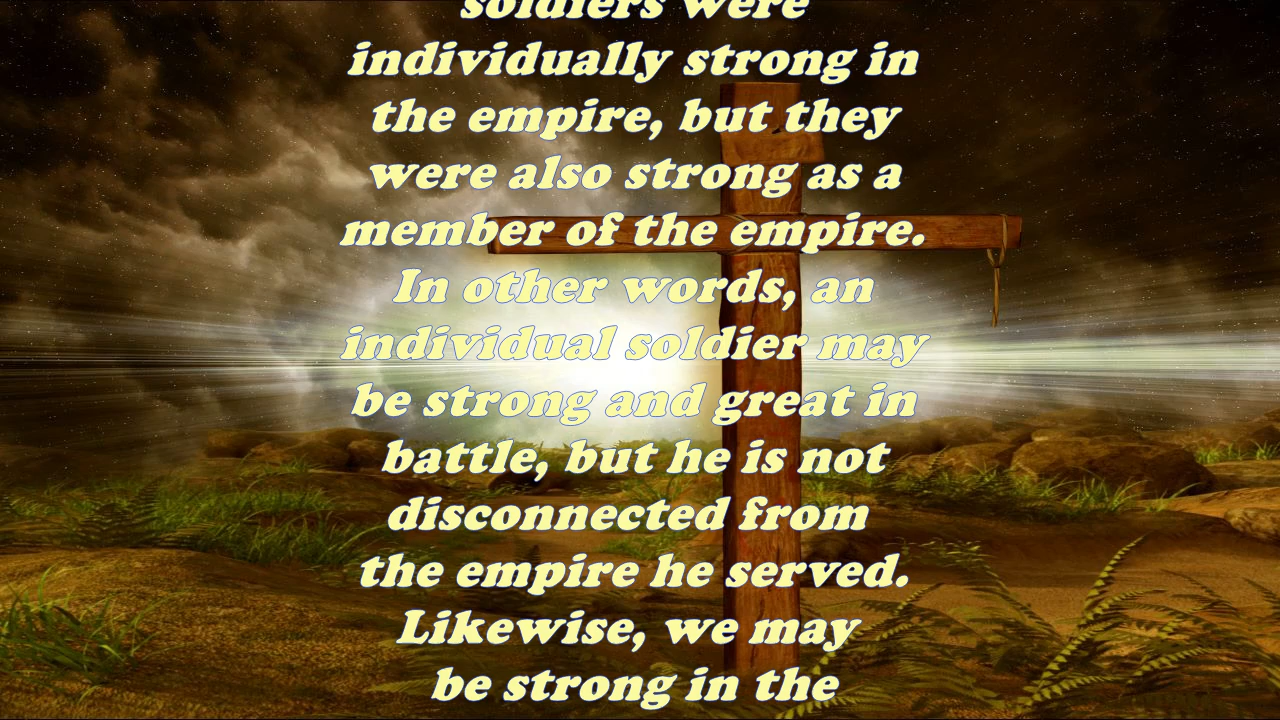 soldiers were
individually strong in
the empire, but they
were also strong as a
member of the empire.
In other words, an
individual soldier may
be strong and great in
battle, but he is not
disconnected from
the empire he served.
Likewise, we may
be strong in the